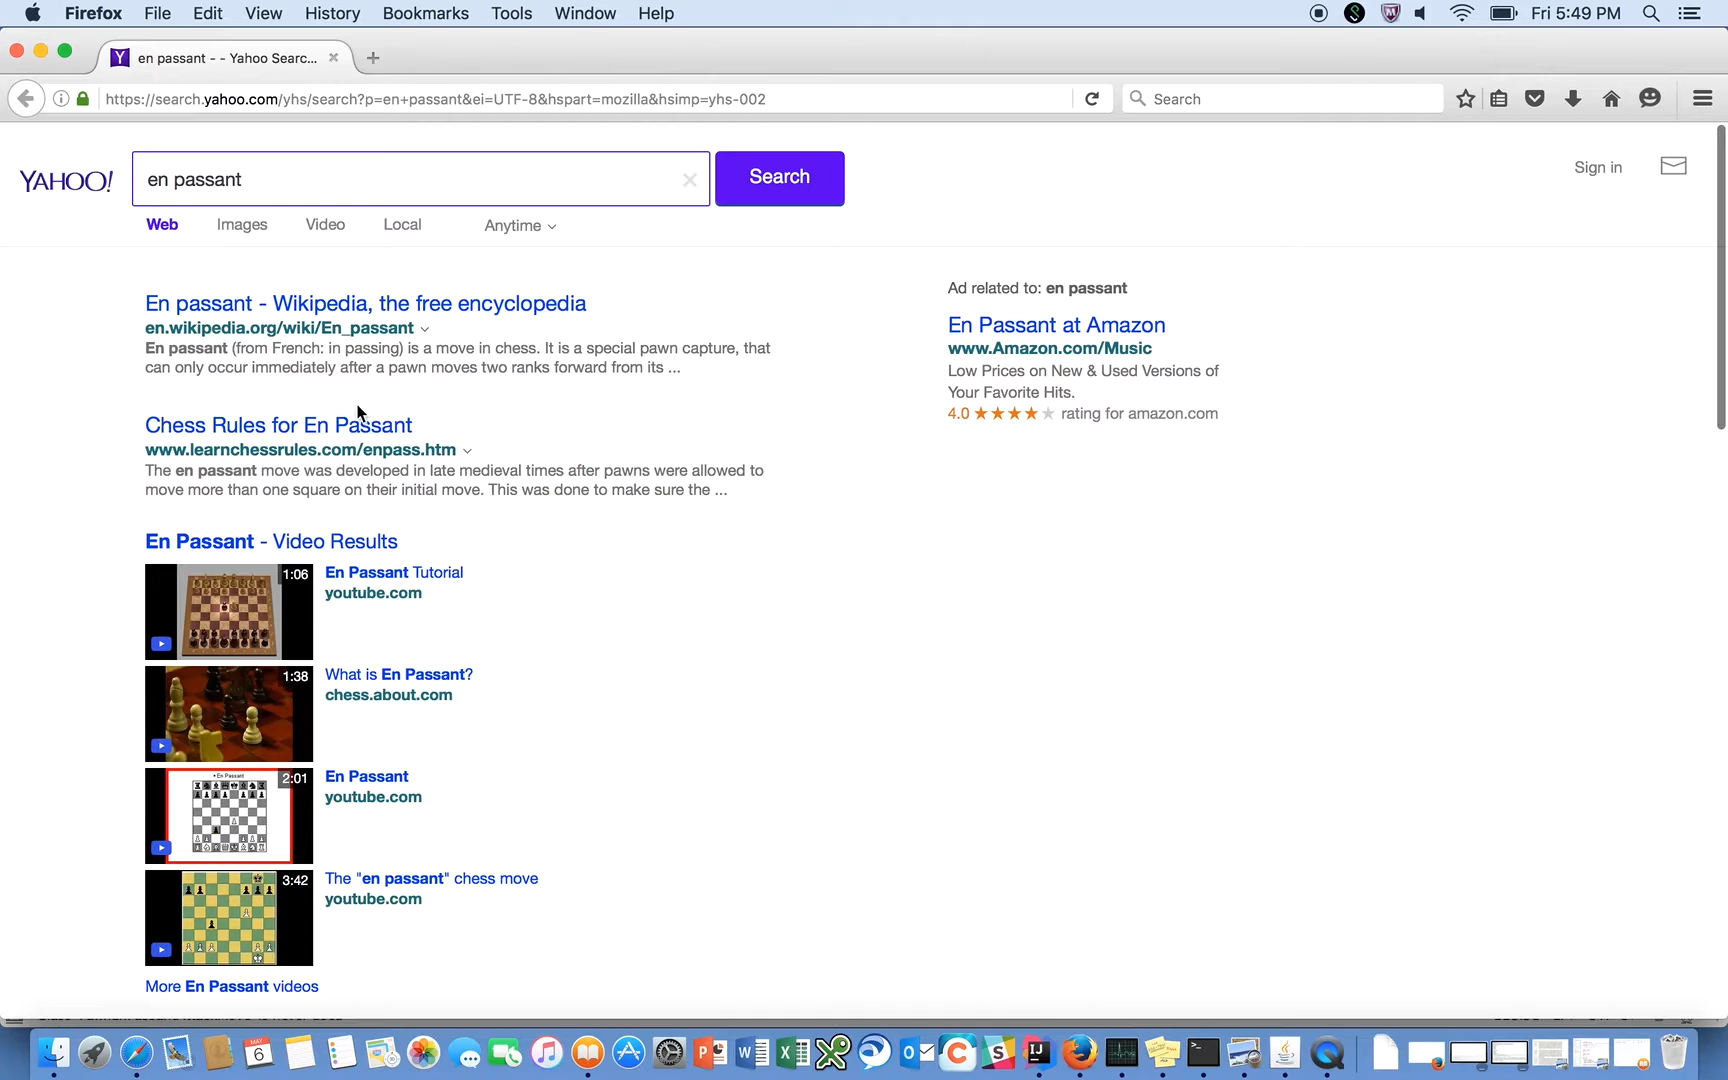 Firefox File Edit View History Bookmarks Tools Window Help Fri 5:49 PM
en passant - - Yahoo Searc...
https://search.yahoo.com/yhs/search?p=en+passant&ei=UTF-8&hspart=mozilla&hsimp=yhs-002 Search
YAHOO! en passant Search Sign in
Web Images Video Local Anytime
En passant - Wikipedia, the free encyclopedia
en.wikipedia.org/wiki/En_passant
En passant (from French: in passing) is a move in chess. It is a special pawn capture, that
can only occur immediately after a pawn moves two ranks forward from its ...
Chess Rules for En Passant
www.learnchessrules.com/enpass.htm
The en passant move was developed in late medieval times after pawns were allowed to
move more than one square on their initial move. This was done to make sure the ...
En Passant - Video Results
1:06
En Passant Tutorial
youtube.com
1:38
What is En Passant?
chess.about.com
• En Passant
2:01
En Passant
youtube.com
3:42
The "en passant" chess move
youtube.com
More En Passant videos
Ad related to: en passant
En Passant at Amazon
www.Amazon.com/Music
Low Prices on New & Used Versions of
Your Favorite Hits.
4.0 ★★★★★ rating for amazon.com
MAY
6